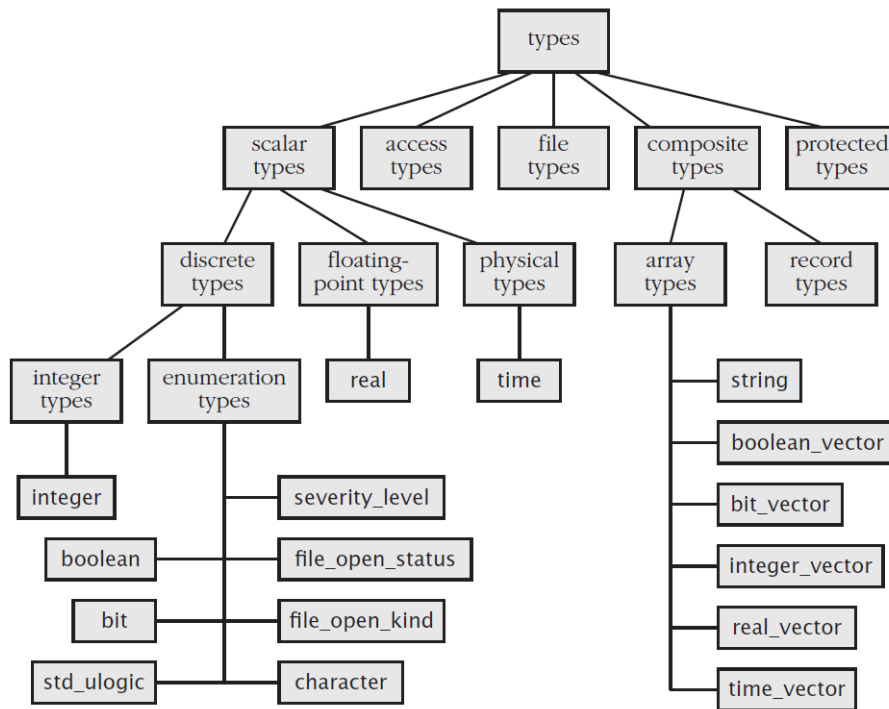 types
scalar
types
access
types
file
types
composite
types
protected
types
discrete
types
floating-
point types
physical
types
array
types
record
types
integer
types
enumeration
types
real
time
string
boolean_vector
integer
severity_level
bit_vector
boolean
file_open_status
integer_vector
bit
file_open_kind
real_vector
std_ulogic
character
time_vector